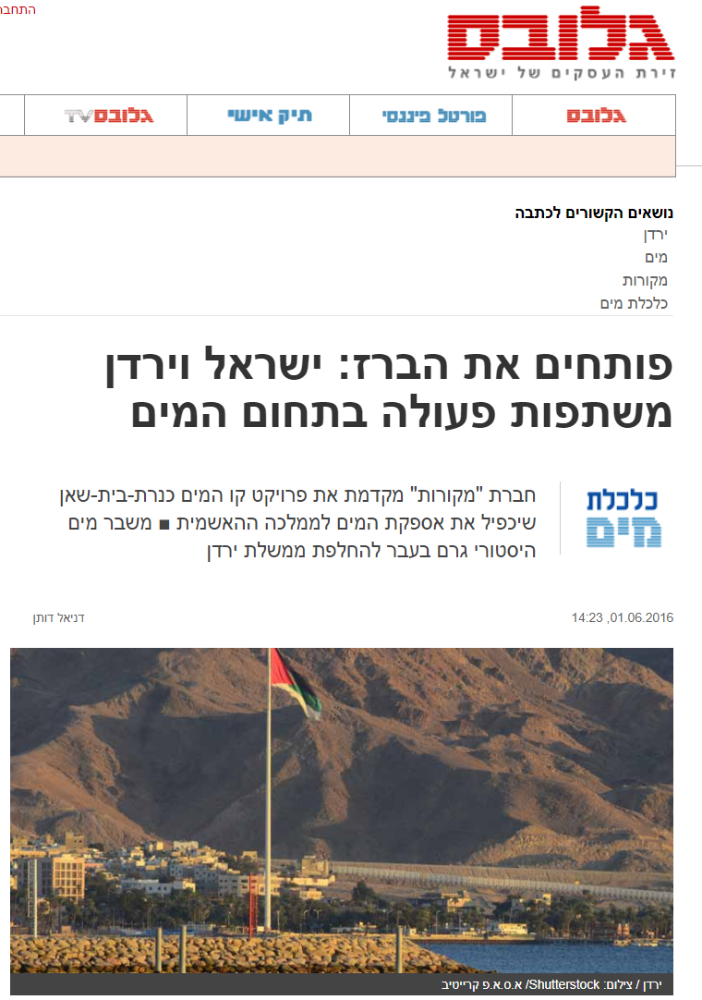 התחבר
גלובס
זירת העסקים של ישראל
גלובס
פורטל פיננסי
תיק אישי
גלובסTV
נושאים הקשורים לכתבה
ירדן
מים
מקורות
כלכלת מים
פותחים את הברז: ישראל וירדן
משתפות פעולה בתחום המים
כלכלת
מים
חברת "מקורות" מקדמת את פרויקט קו המים כנרת-בית-שאן
שיכפיל את אספקת המים לממלכה ההאשמית ■ משבר מים
היסטורי גרם בעבר להחלפת ממשלת ירדן
01.06.2016, 14:23
דניאל דותן
ירדן / צילום: Shutterstock/ א.ס.א.פ קרייטיב